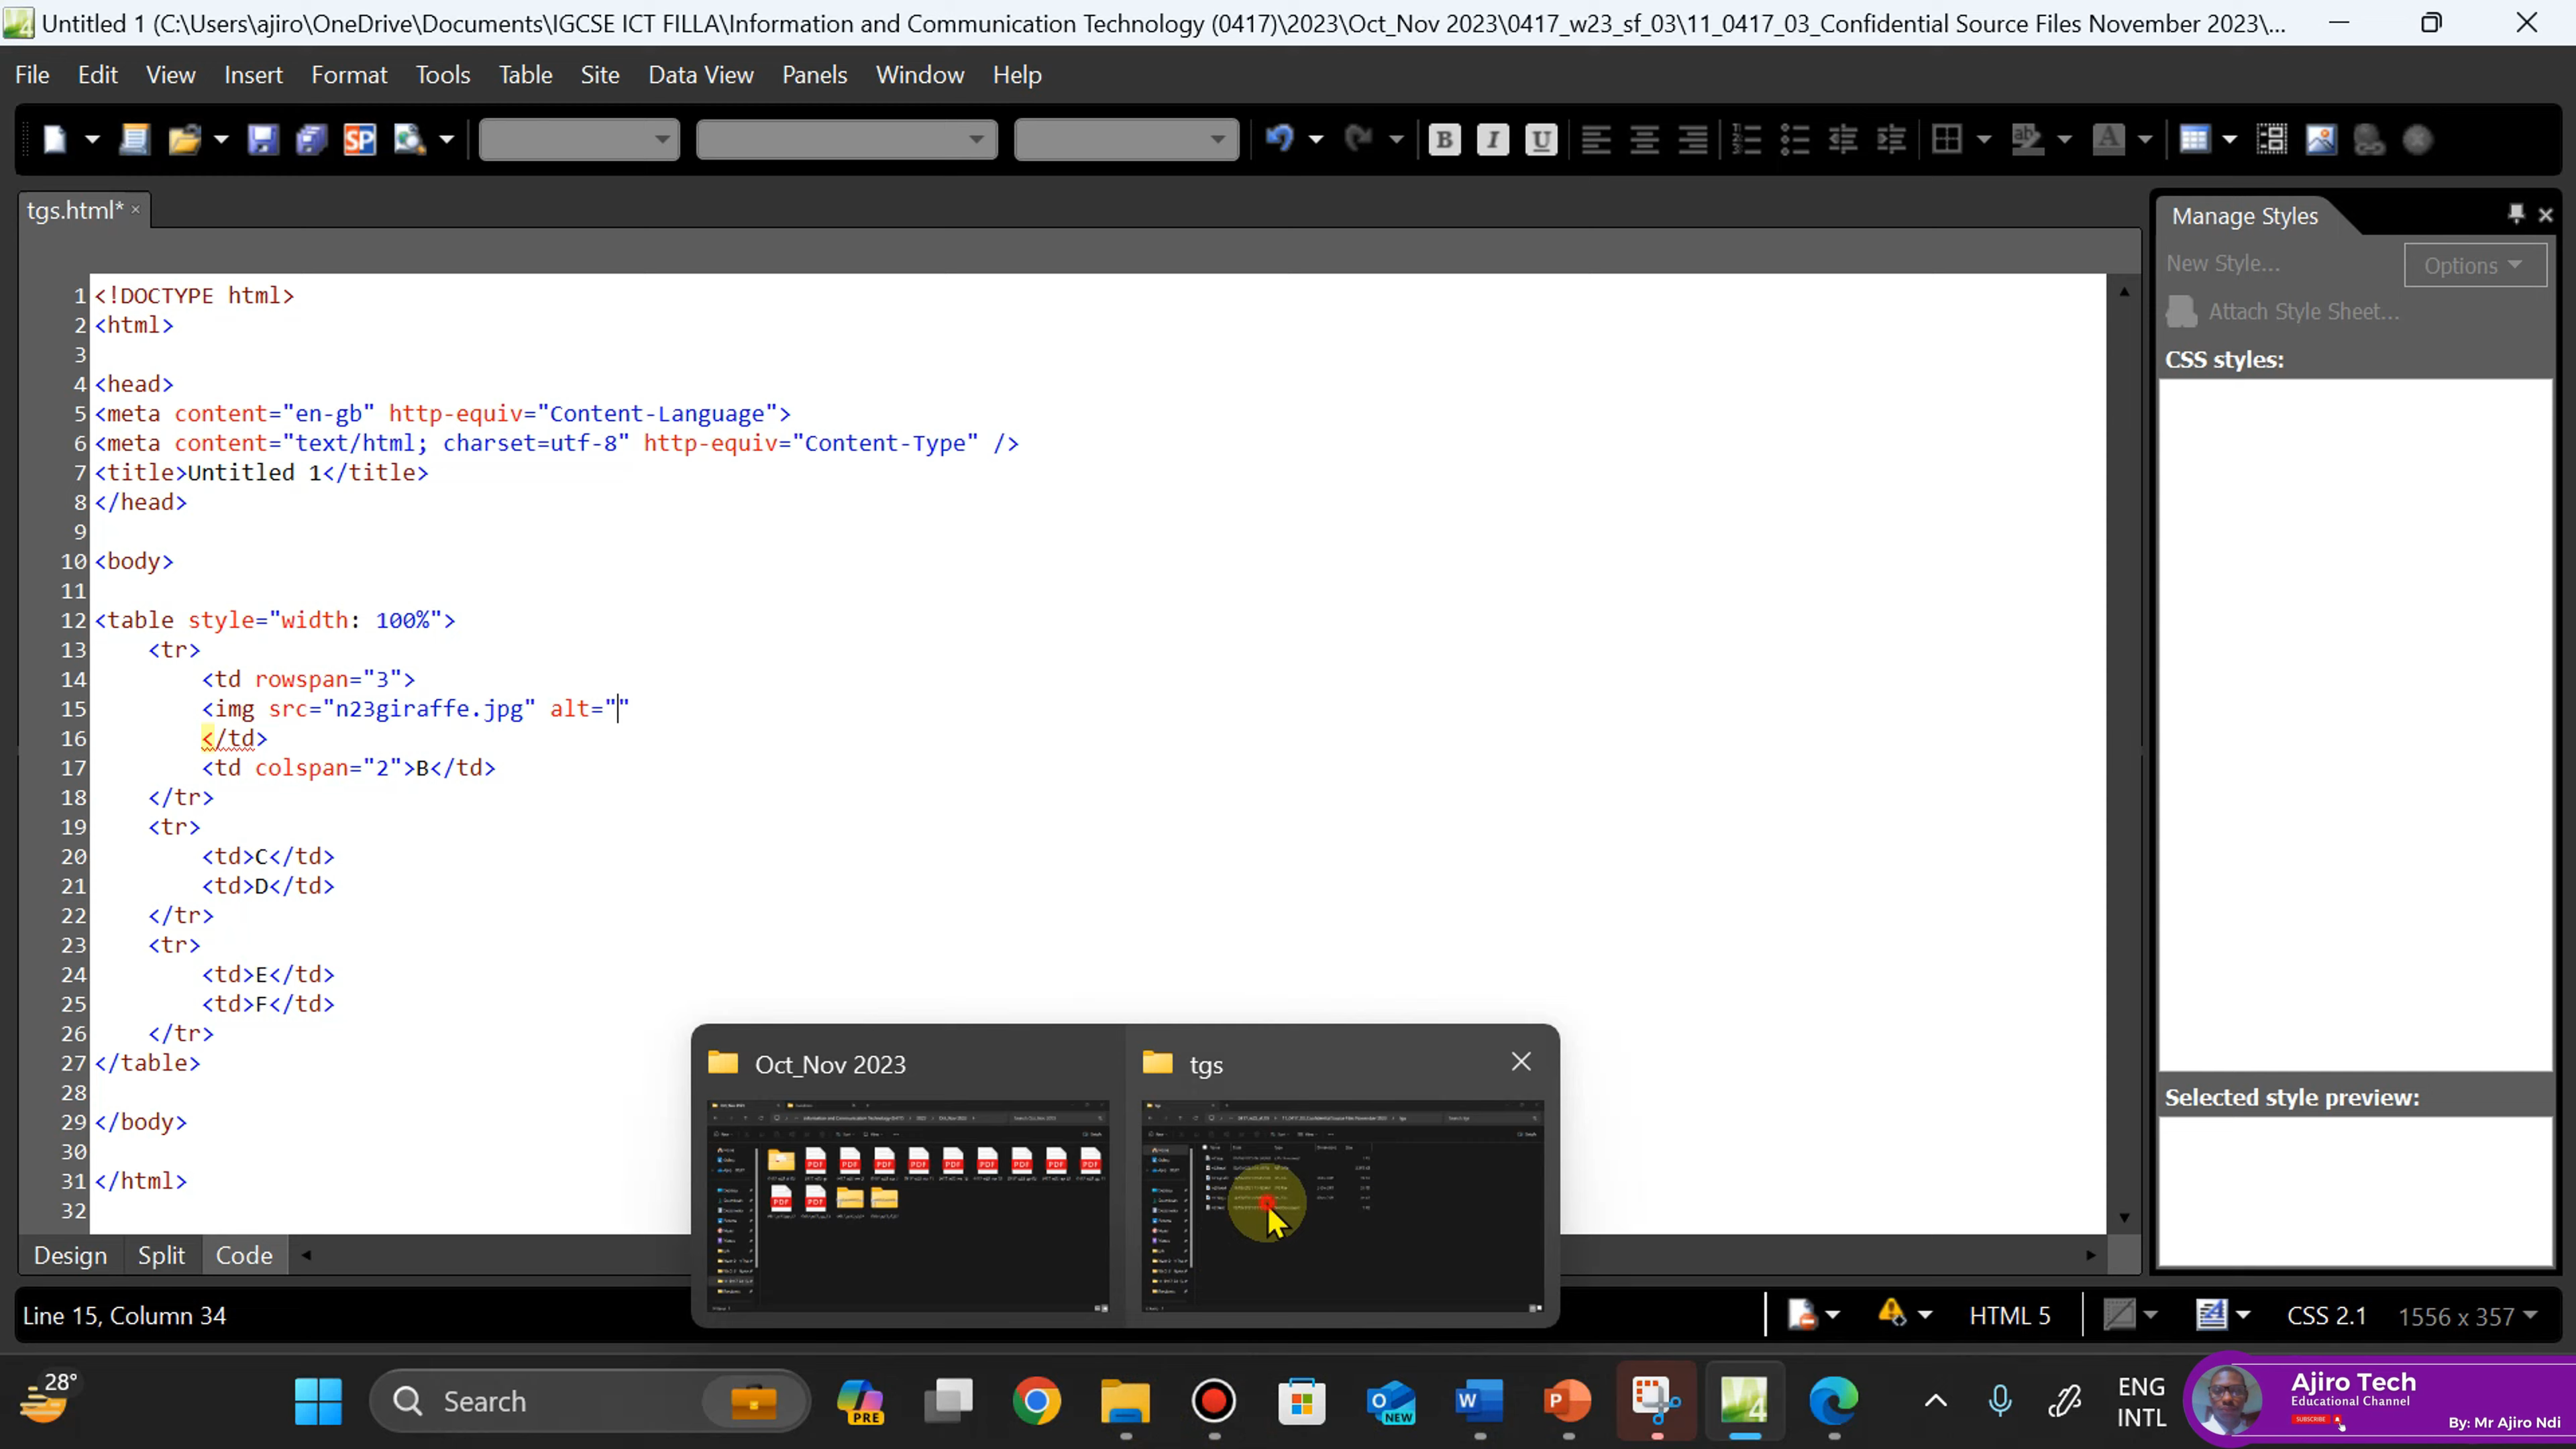 Untitled 1 (C:\Users\ajiro\OneDrive\Documents\IGCSE ICT FILLA\Information and Communication Technology (0417)\2023\Oct_Nov 2023\0417_w23_sf_03\11_0417_03_Confidential Source Files November 2023\...
File Edit View Insert Format Tools Table Site Data View Panels Window Help
tgs.html*
Manage Styles
New Style...
Options
Attach Style Sheet...
CSS styles:
1 <!DOCTYPE html>
2 <html>
3
4 <head>
5 <meta content="en-gb" http-equiv="Content-Language">
6 <meta content="text/html; charset=utf-8" http-equiv="Content-Type" />
7 <title>Untitled 1</title>
8 </head>
9
10 <body>
11
12 <table style="width: 100%">
13 <tr>
14 <td rowspan="3">
15 <img src="n23giraffe.jpg" alt=""
16 </td>
17 <td colspan="2">B</td>
18 </tr>
19 <tr>
20 <td>C</td>
21 <td>D</td>
22 </tr>
23 <tr>
24 <td>E</td>
25 <td>F</td>
26 </tr>
27 </table>
28
29 </body>
30
31 </html>
32
Selected style preview:
Oct_Nov 2023
tgs
Design Split Code
Line 15, Column 34
HTML 5
CSS 2.1
1556 x 357
28°
Search
PRE
NEW
ENG
INTL
Ajiro Tech
Educational Channel
SUBSCRIBE
By: Mr Ajiro Ndi